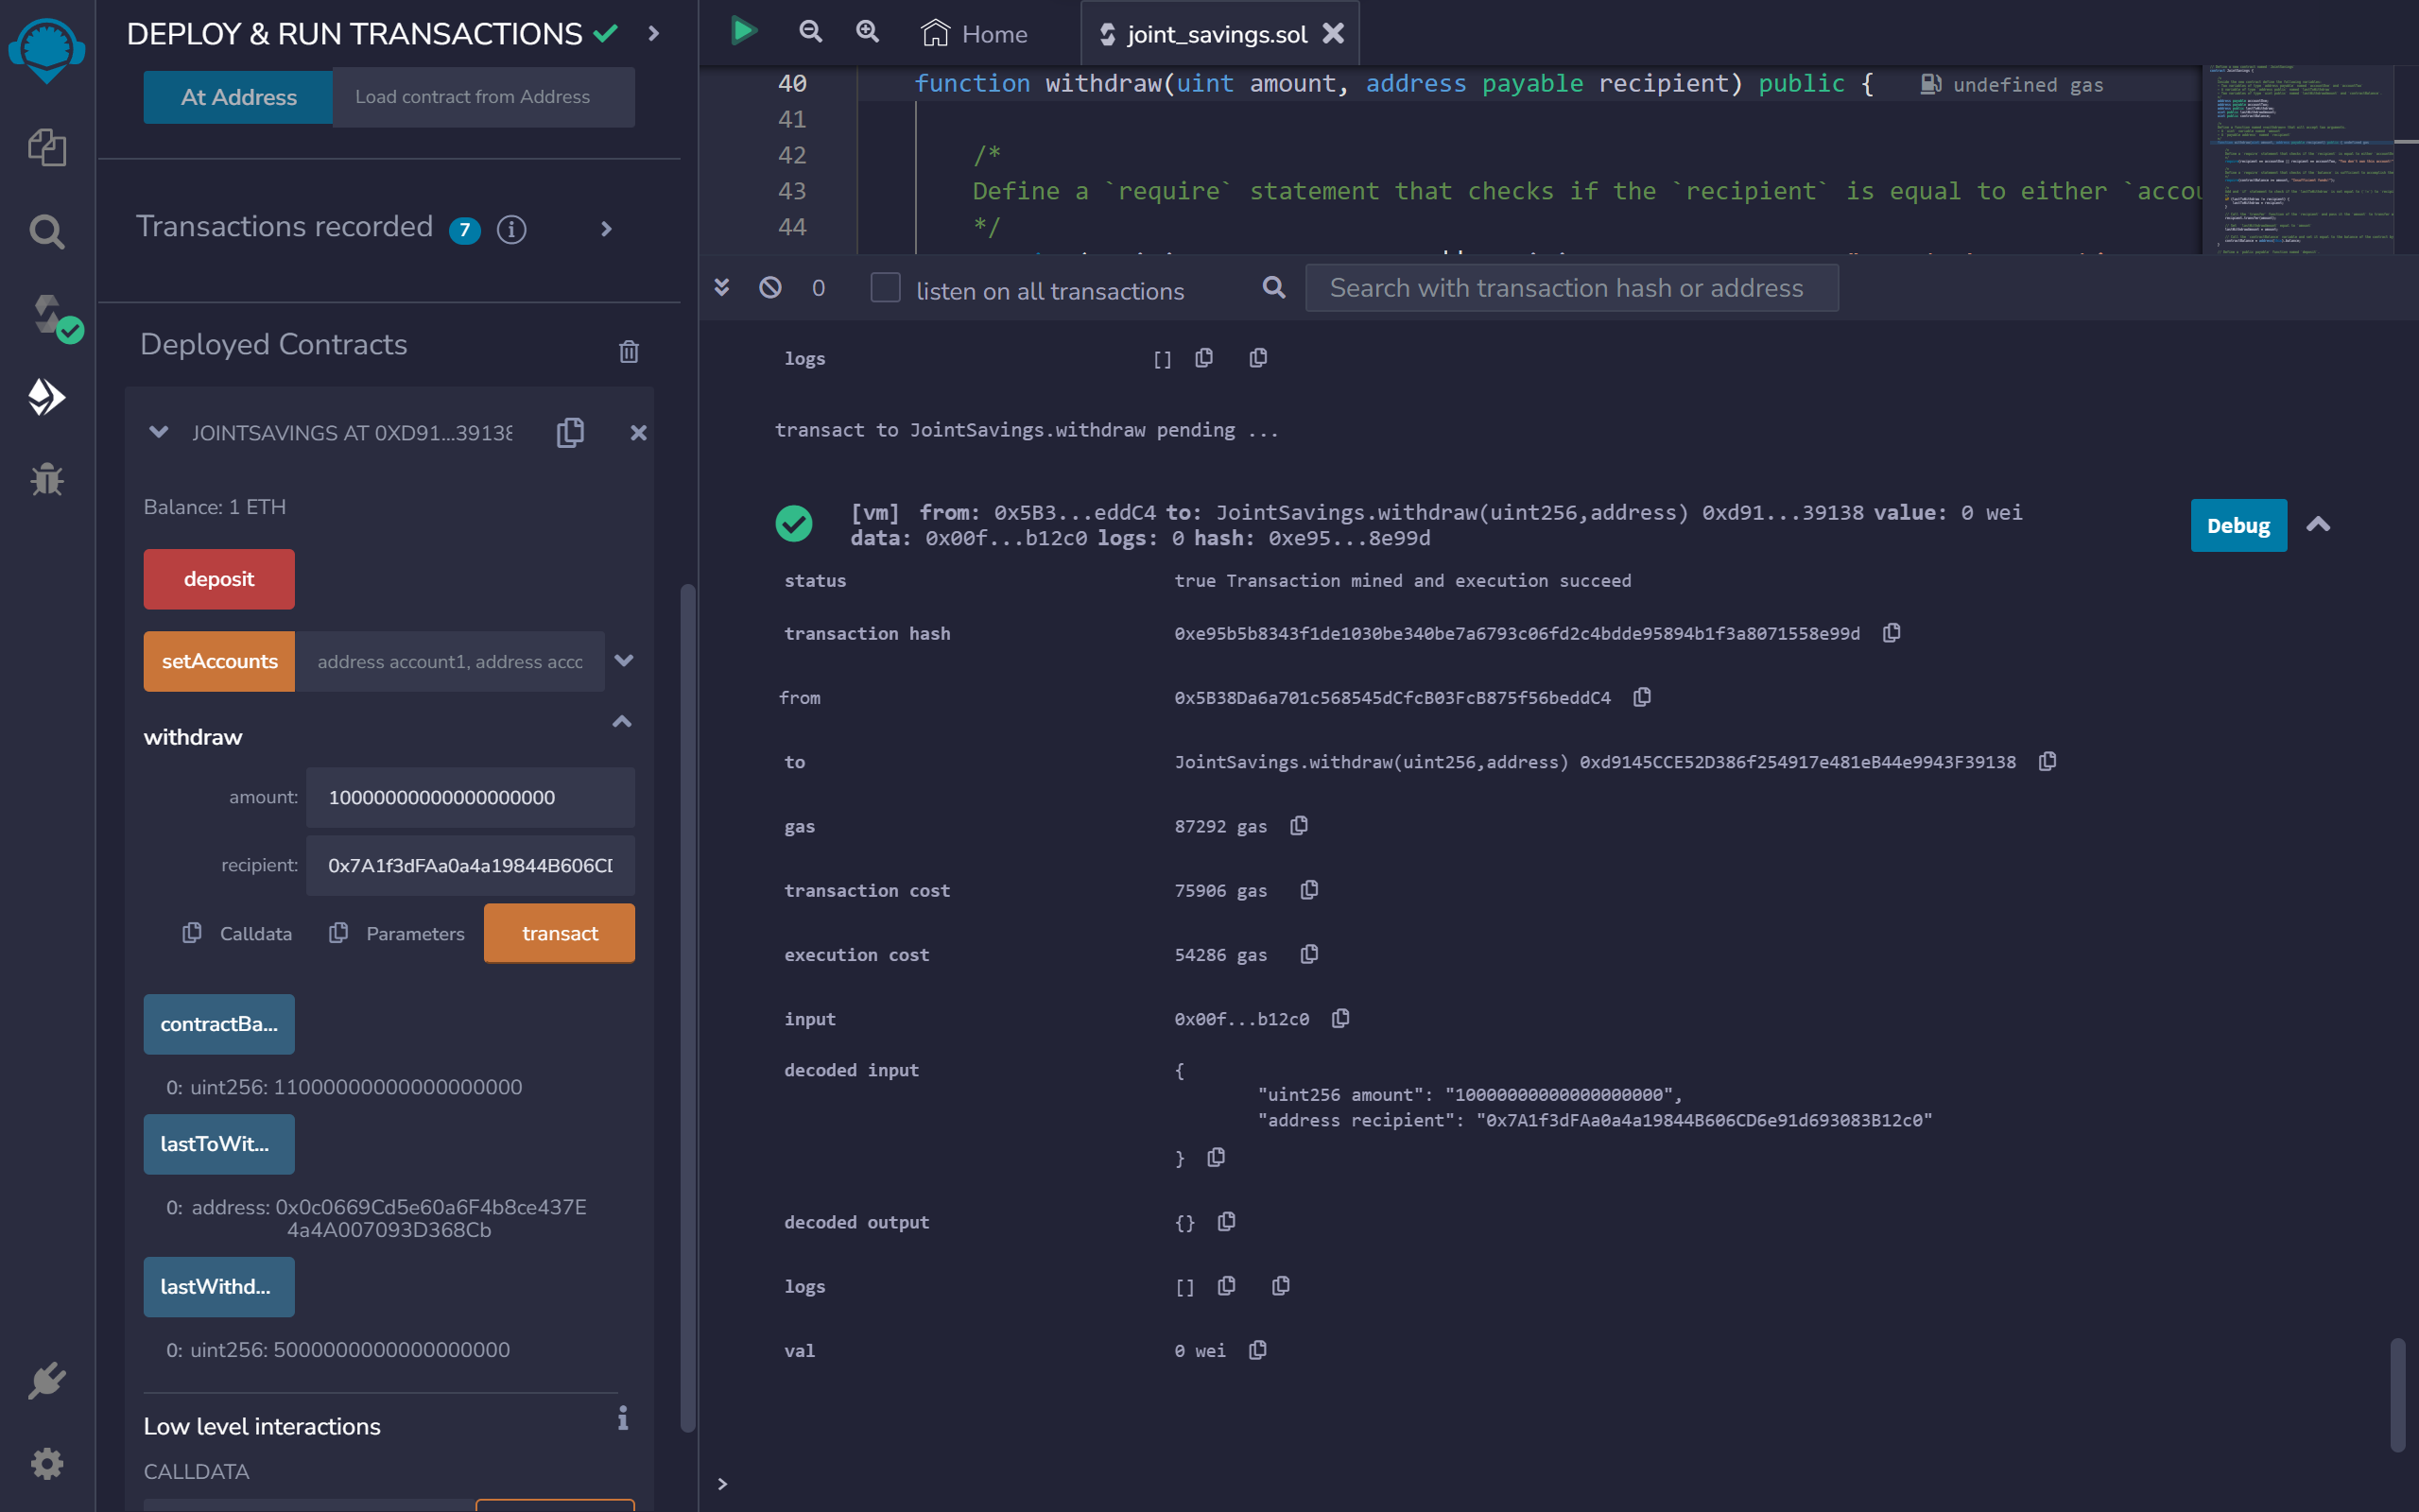 DEPLOY & RUN TRANSACTIONS
At Address
Load contract from Address
Transactions recorded 7 i
Deployed Contracts
JOINTSAVINGS AT 0XD91...39138
Balance: 1 ETH
deposit
setAccounts
address account1, address accc
withdraw
amount: 10000000000000000000
recipient: 0x7A1f3dFAa0a4a19844B606C
Calldata
Parameters
transact
contractBa...
0: uint256: 11000000000000000000
lastToWit...
0: address: 0x0c0669Cd5e60a6F4b8ce437E
4a4A007093D368Cb
lastWithd...
0: uint256: 5000000000000000000
Low level interactions
i
CALLDATA
Home
joint_savings.sol
40 function withdraw(uint amount, address payable recipient) public { undefined gas
41
42 /*
43 Define a `require` statement that checks if the `recipient` is equal to either `accou
44 */
0
listen on all transactions
Search with transaction hash or address
logs []
transact to JointSavings.withdraw pending ...
[vm] from: 0x5B3...eddC4 to: JointSavings.withdraw(uint256,address) 0xd91...39138 value: 0 wei
data: 0x00f...b12c0 logs: 0 hash: 0xe95...8e99d
Debug
status true Transaction mined and execution succeed
transaction hash 0xe95b5b8343f1de1030be340be7a6793c06fd2c4bdde95894b1f3a8071558e99d
from 0x5B38Da6a701c568545dCfcB03FcB875f56beddC4
to JointSavings.withdraw(uint256,address) 0xd9145CCE52D386f254917e481eB44e9943F39138
gas 87292 gas
transaction cost 75906 gas
execution cost 54286 gas
input 0x00f...b12c0
decoded input {
"uint256 amount": "10000000000000000000",
"address recipient": "0x7A1f3dFAa0a4a19844B606CD6e91d693083B12c0"
}
decoded output {}
logs []
val 0 wei
>